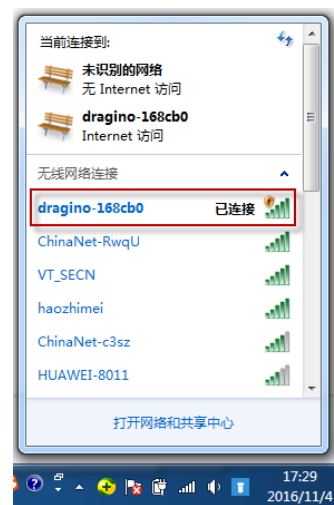 当前连接到:
未识别的网络
无 Internet 访问
dragino-168cb0
Internet 访问
无线网络连接
dragino-168cb0 已连接
ChinaNet-RwqU
VT_SECN
haozhimei
ChinaNet-c3sz
HUAWEI-8011
打开网络和共享中心
17:29
2016/11/4